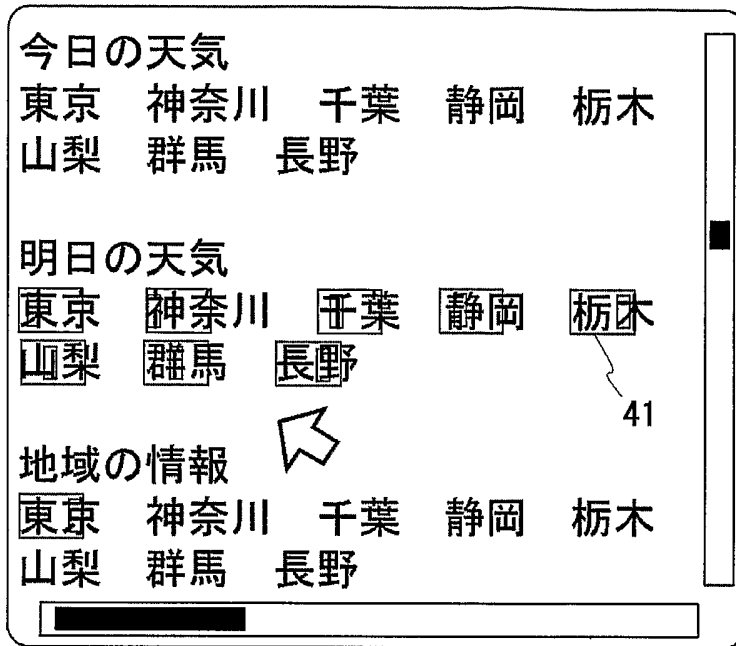 今日の天気
東京 神奈川 千葉 静岡 栃木
山梨 群馬 長野
明日の天気
東京 神奈川 千葉 静岡 栃木
山梨 群馬 長野
41
地域の情報
東京 神奈川 千葉 静岡 栃木
山梨 群馬 長野